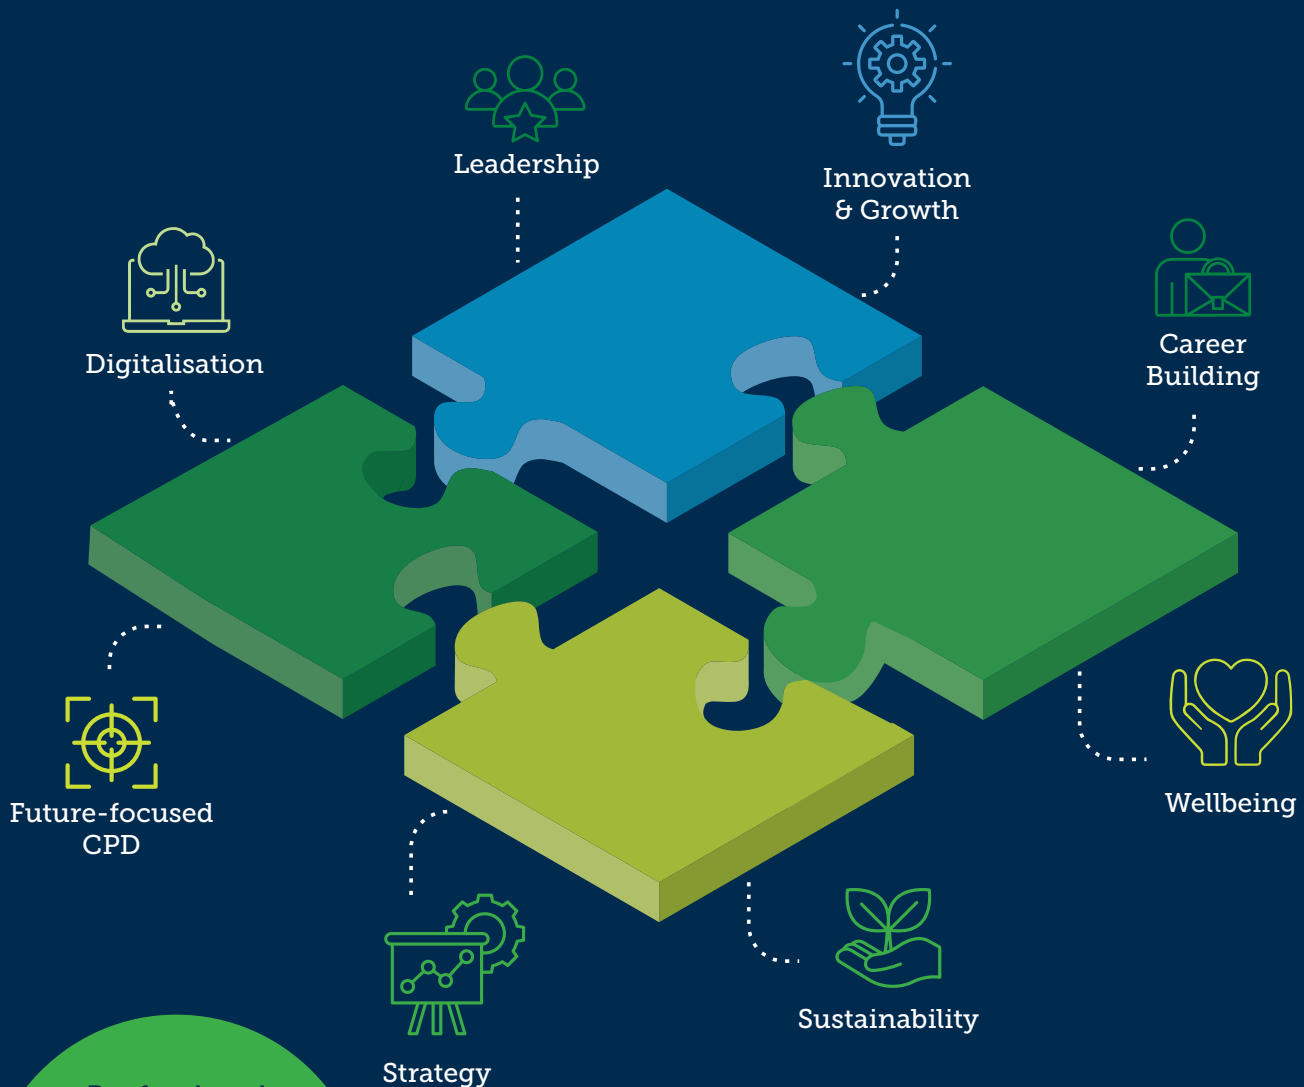 Leadership
Innovation
& Growth
Digitalisation
Career
Building
Future-focused
CPD
Wellbeing
Strategy
Sustainability